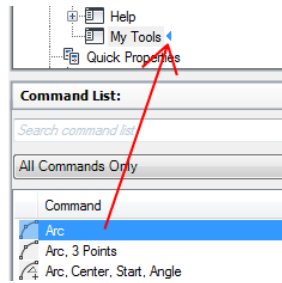 Help
My Tools
Quick Properties
Command List:
Search command list
All Commands Only
Command
Arc
Arc, 3 Points
Arc, Center, Start, Angle